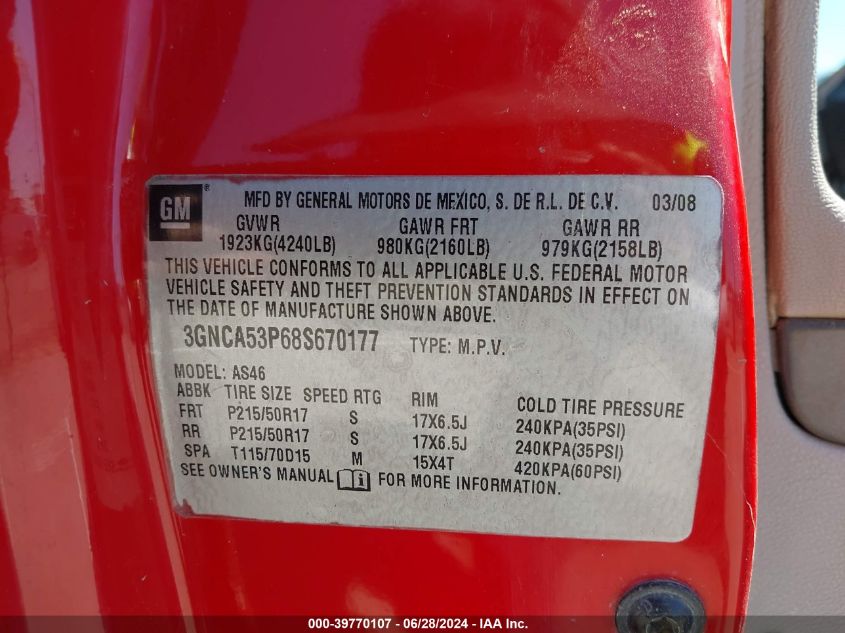 GM ® MFD BY GENERAL MOTORS DE MEXICO, S. DE R.L. DE C.V. 03/08
GVWR GAWR FRT GAWR RR
1923KG(4240LB) 980KG(2160LB) 979KG(2158LB)
THIS VEHICLE CONFORMS TO ALL APPLICABLE U.S. FEDERAL MOTOR
VEHICLE SAFETY AND THEFT PREVENTION STANDARDS IN EFFECT ON
THE DATE OF MANUFACTURE SHOWN ABOVE.
3GNCA53P68S670177 TYPE: M.P.V.
MODEL: AS46
ABBK TIRE SIZE SPEED RTG RIM COLD TIRE PRESSURE
FRT P215/50R17 S 17X6.5J 240KPA(35PSI)
RR P215/50R17 S 17X6.5J 240KPA(35PSI)
SPA T115/70D15 M 15X4T 420KPA(60PSI)
SEE OWNER'S MANUAL FOR MORE INFORMATION.
000-39770107 - 06/28/2024 - IAA Inc.